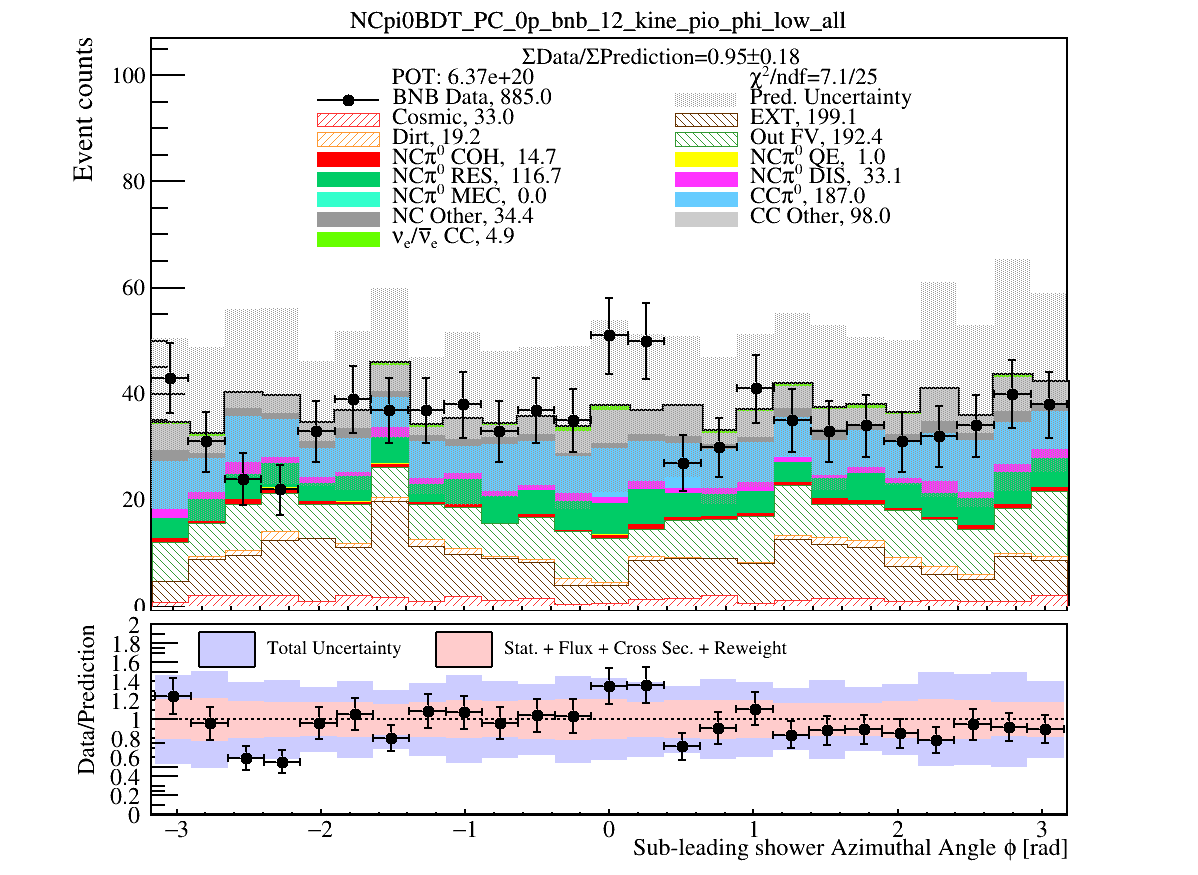 NCpi0BDT_PC_0p_bnb_12_kine_pio_phi_low_all
ΣData/ΣPrediction=0.95±0.18
POT: 6.37e+20
χ²/ndf=7.1/25
BNB Data, 885.0
Pred. Uncertainty
Cosmic, 33.0
EXT, 199.1
Dirt, 19.2
Out FV, 192.4
NCπ⁰ COH, 14.7
NCπ⁰ QE, 1.0
NCπ⁰ RES, 116.7
NCπ⁰ DIS, 33.1
NCπ⁰ MEC, 0.0
CCπ⁰, 187.0
NC Other, 34.4
CC Other, 98.0
νₑ/ν̅ₑ CC, 4.9
Event counts
100
80
60
40
20
0
Total Uncertainty
Stat. + Flux + Cross Sec. + Reweight
Data/Prediction
2
1.8
1.6
1.4
1.2
1
0.8
0.6
0.4
0.2
0
−3 −2 −1 0 1 2 3
Sub-leading shower Azimuthal Angle ϕ [rad]